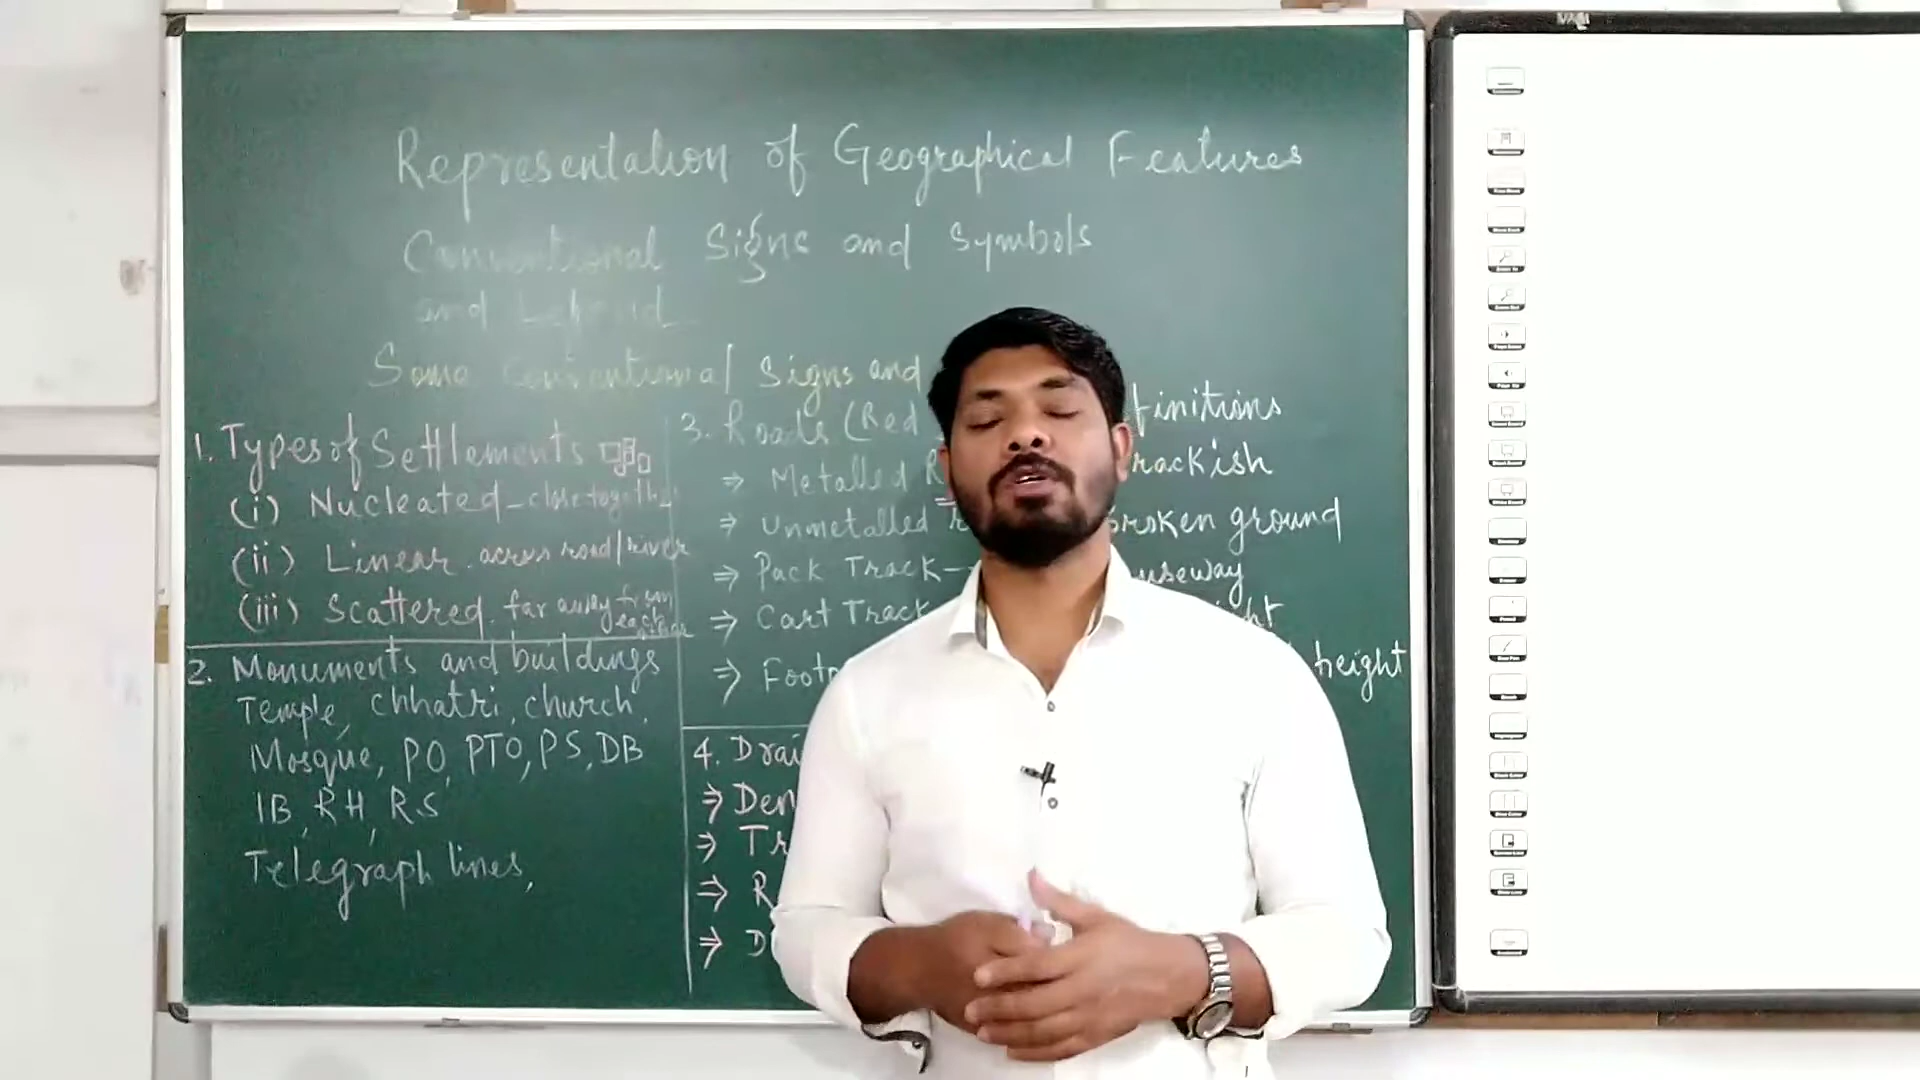 Representation of Geographical Features
Conventional Signs and Symbols
and Legend
Some Conventional Signs and
1. Types of Settlements
(i) Nucleated - close together
(ii) Linear. across road/river
(iii) Scattered. far away from
each other
2. Monuments and buildings
Temple, Chhatri, church,
Mosque, PO, PTO, PS, DB
IB, RH, RS
Telegraph lines,
3. Roads (Red
⇒ Metalled R
⇒ Unmetalled
⇒ Pack Track-
⇒ Cart Track
⇒ Footp
4. Drai
⇒ Den
⇒ Tr
⇒ R
⇒ D
finitions
rackish
broken ground
useway
ht
height